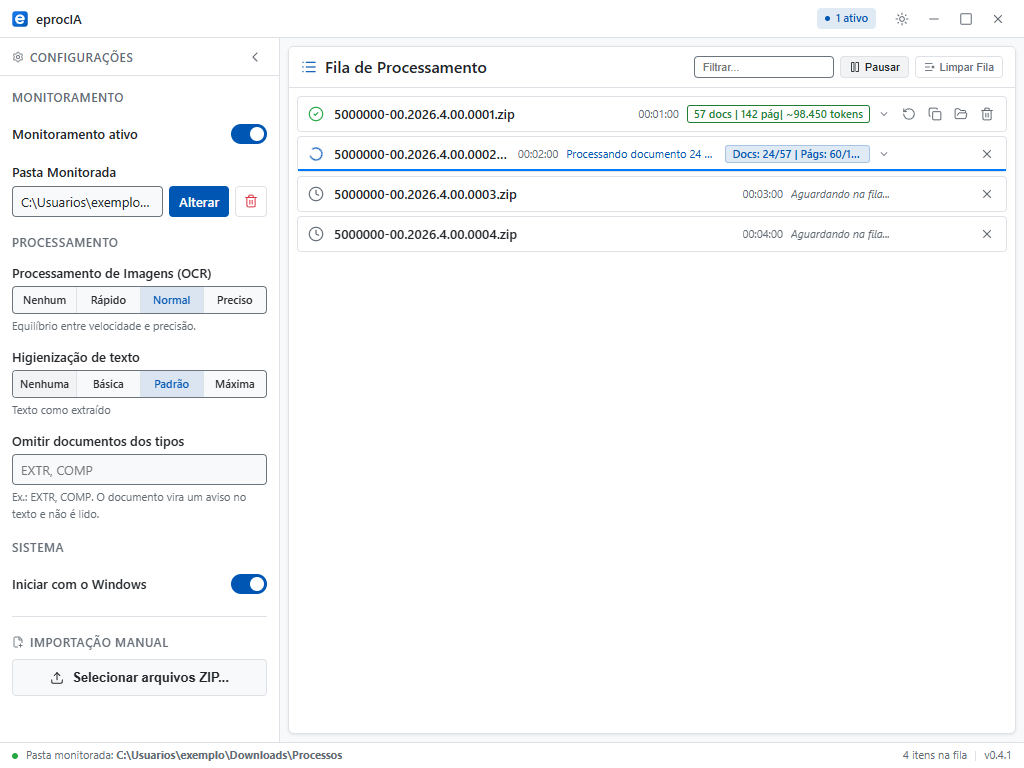 eprocIA
1 ativo
CONFIGURAÇÕES
MONITORAMENTO
Monitoramento ativo
Pasta Monitorada
C:\Usuarios\exemplo...
Alterar
PROCESSAMENTO
Processamento de Imagens (OCR)
Nenhum Rápido Normal Preciso
Equilíbrio entre velocidade e precisão.
Higienização de texto
Nenhuma Básica Padrão Máxima
Texto como extraído
Omitir documentos dos tipos
EXTR, COMP
Ex.: EXTR, COMP. O documento vira um aviso no
texto e não é lido.
SISTEMA
Iniciar com o Windows
IMPORTAÇÃO MANUAL
Selecionar arquivos ZIP...
Fila de Processamento
Filtrar...
Pausar
Limpar Fila
5000000-00.2026.4.00.0001.zip 00:01:00 57 docs | 142 pág| ~98.450 tokens
5000000-00.2026.4.00.0002... 00:02:00 Processando documento 24 ... Docs: 24/57 | Págs: 60/1...
5000000-00.2026.4.00.0003.zip 00:03:00 Aguardando na fila...
5000000-00.2026.4.00.0004.zip 00:04:00 Aguardando na fila...
Pasta monitorada: C:\Usuarios\exemplo\Downloads\Processos
4 itens na fila | v0.4.1